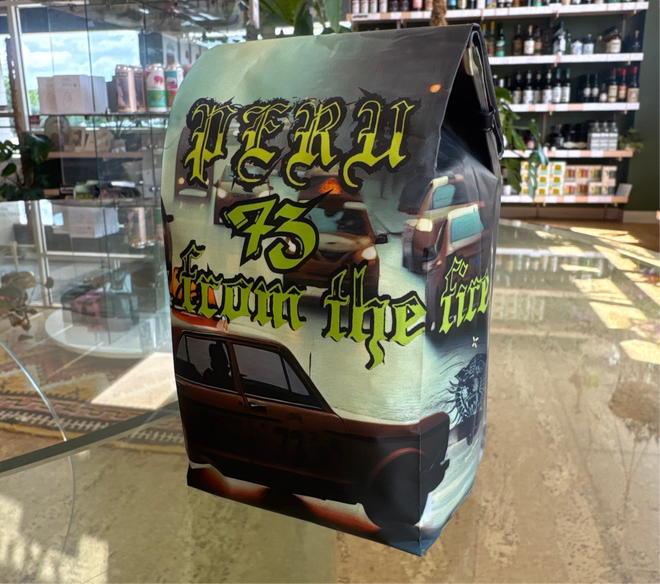 PERU
73
from the fire